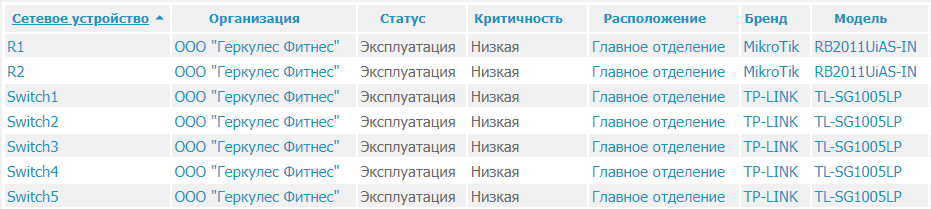 Сетевое устройство Организация Статус Критичность Расположение Бренд Модель
R1 ООО "Геркулес Фитнес" Эксплуатация Низкая Главное отделение MikroTik RB2011UiAS-IN
R2 ООО "Геркулес Фитнес" Эксплуатация Низкая Главное отделение MikroTik RB2011UiAS-IN
Switch1 ООО "Геркулес Фитнес" Эксплуатация Низкая Главное отделение TP-LINK TL-SG1005LP
Switch2 ООО "Геркулес Фитнес" Эксплуатация Низкая Главное отделение TP-LINK TL-SG1005LP
Switch3 ООО "Геркулес Фитнес" Эксплуатация Низкая Главное отделение TP-LINK TL-SG1005LP
Switch4 ООО "Геркулес Фитнес" Эксплуатация Низкая Главное отделение TP-LINK TL-SG1005LP
Switch5 ООО "Геркулес Фитнес" Эксплуатация Низкая Главное отделение TP-LINK TL-SG1005LP